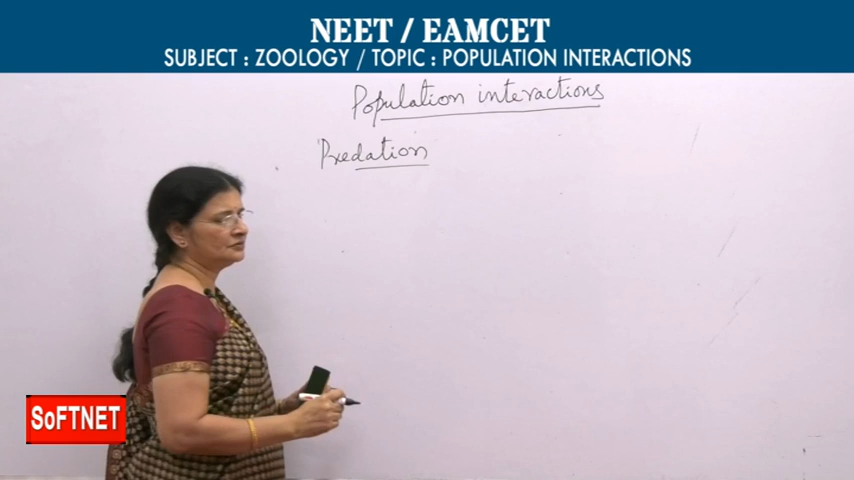 NEET / EAMCET
SUBJECT : ZOOLOGY / TOPIC : POPULATION INTERACTIONS
Population interactions
Predation
SoFTNET